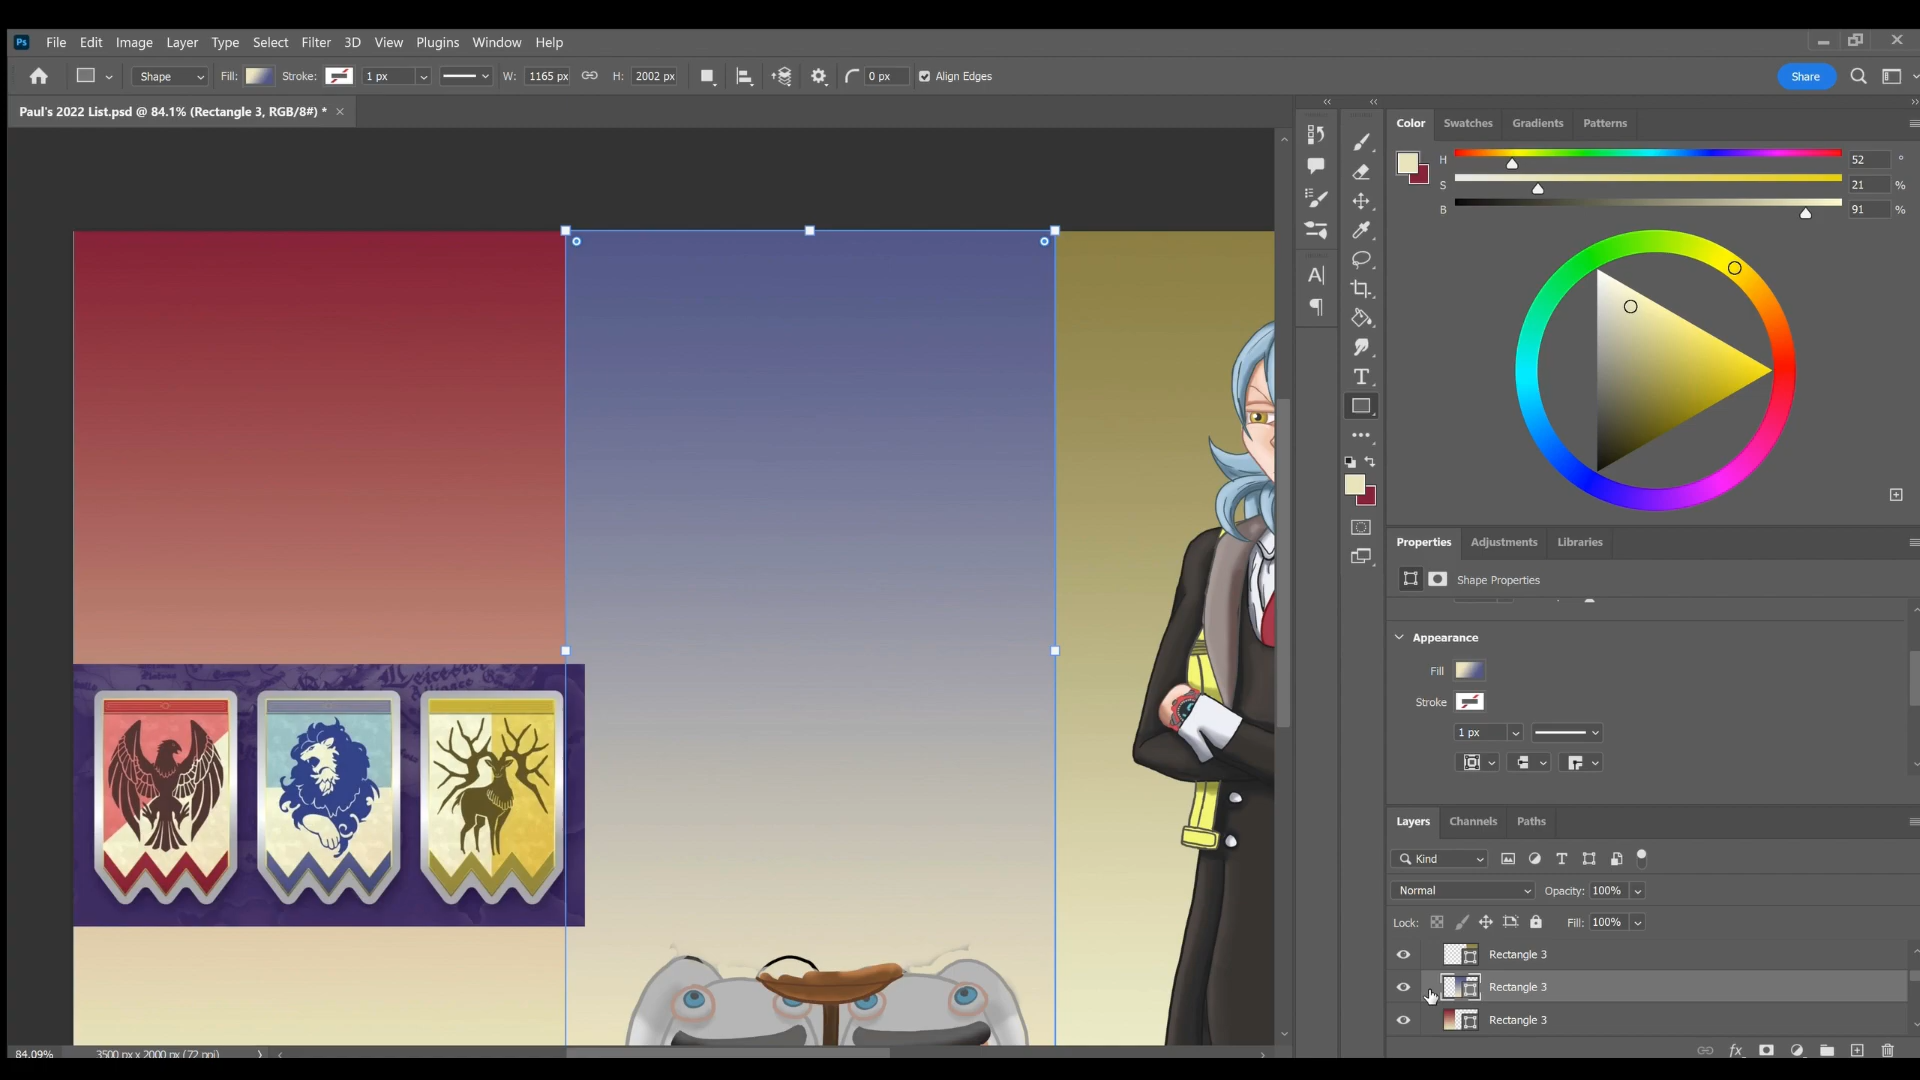 Ps File Edit Image Layer Type Select Filter 3D View Plugins Window Help
Shape Fill: Stroke: 1 px W: 1165 px H: 2002 px 0 px Align Edges Share
Paul's 2022 List.psd @ 84.1% (Rectangle 3, RGB/8#) * ×
Color Swatches Gradients Patterns
H 52 °
S 21 %
B 91 %
Properties Adjustments Libraries
Shape Properties
Appearance
Fill
Stroke
1 px
Layers Channels Paths
Kind
Normal Opacity: 100%
Lock: Fill: 100%
Rectangle 3
Rectangle 3
Rectangle 3
84.09% 3500 px x 2000 px (72 ppi)